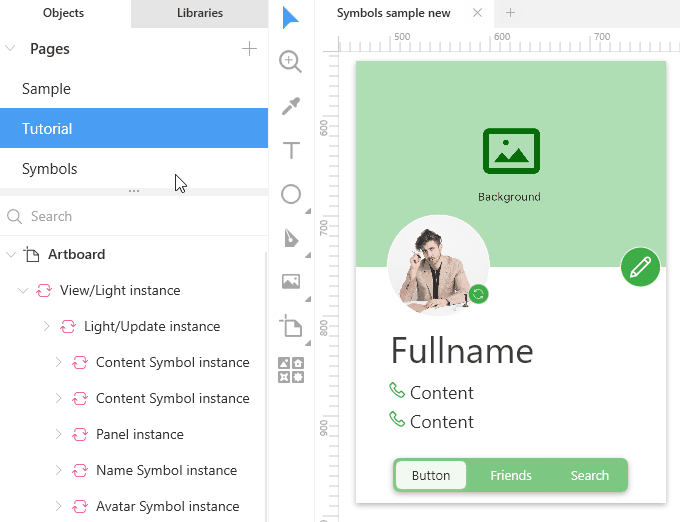 Objects
Libraries
Pages
Sample
Tutorial
Symbols
Search
Artboard
View/Light instance
Light/Update instance
Content Symbol instance
Content Symbol instance
Panel instance
Name Symbol instance
Avatar Symbol instance
Symbols sample new
500
600
700
600
700
800
900
Background
Fullname
Content
Content
Button
Friends
Search